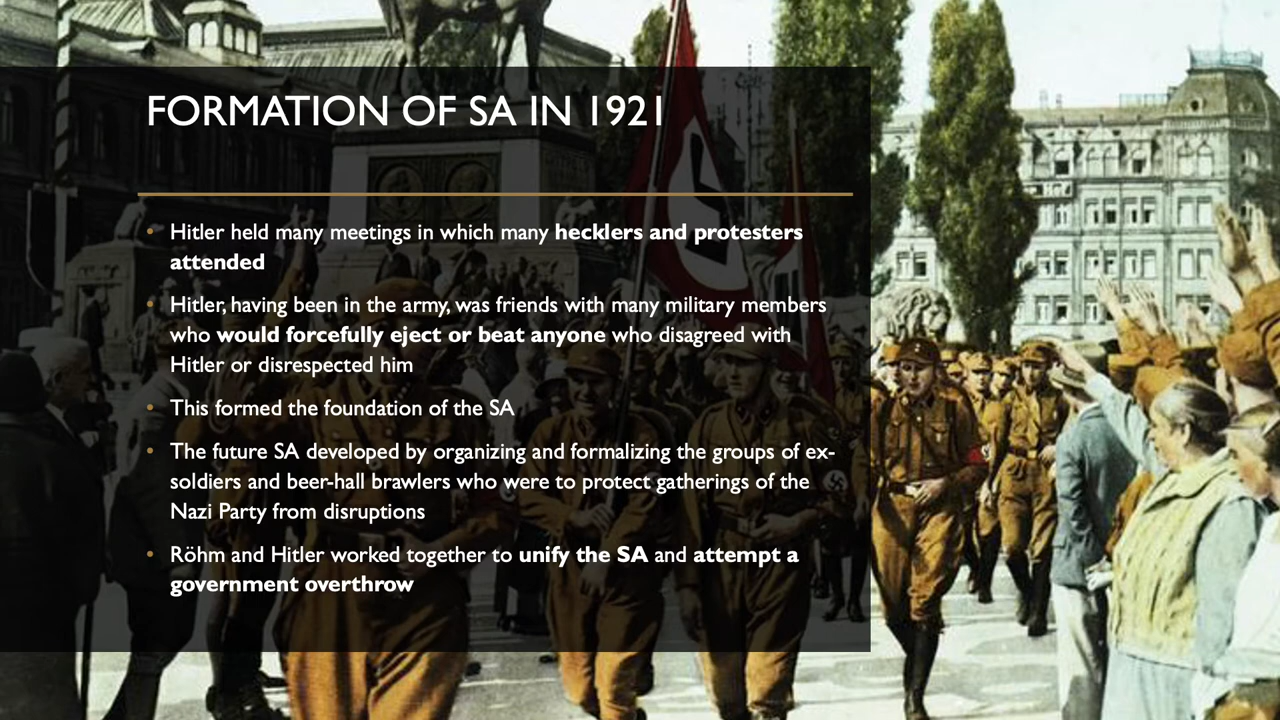 FORMATION OF SA IN 1921
• Hitler held many meetings in which many hecklers and protesters
attended
• Hitler, having been in the army, was friends with many military members
who would forcefully eject or beat anyone who disagreed with
Hitler or disrespected him
• This formed the foundation of the SA
• The future SA developed by organizing and formalizing the groups of ex-
soldiers and beer-hall brawlers who were to protect gatherings of the
Nazi Party from disruptions
• Röhm and Hitler worked together to unify the SA and attempt a
government overthrow